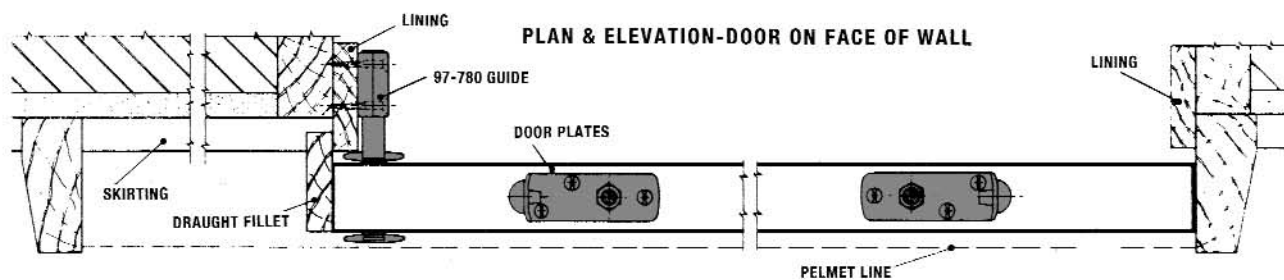 LINING
PLAN & ELEVATION-DOOR ON FACE OF WALL
LINING
97-780 GUIDE
DOOR PLATES
SKIRTING
DRAUGHT FILLET
PELMET LINE